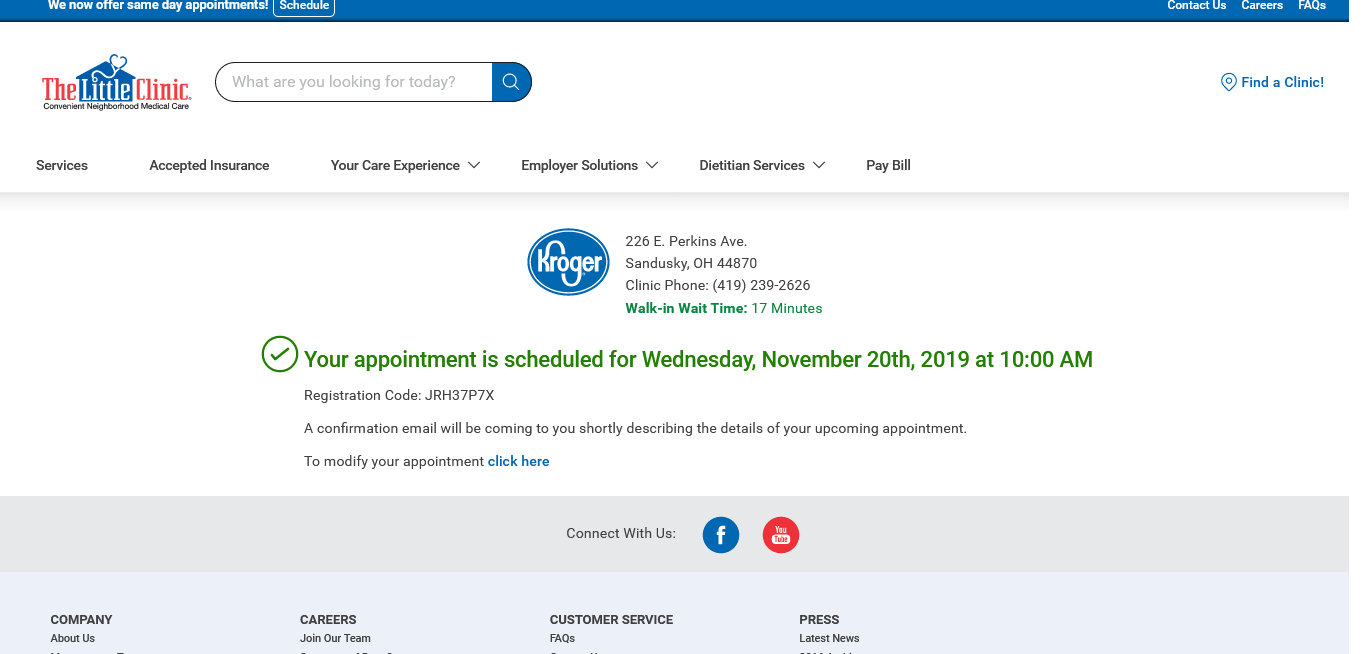 We now offer same day appointments! Schedule Contact Us Careers FAQs
The Little Clinic®
Convenient Neighborhood Medical Care
What are you looking for today?
Find a Clinic!
Services Accepted Insurance Your Care Experience Employer Solutions Dietitian Services Pay Bill
Kroger
226 E. Perkins Ave.
Sandusky, OH 44870
Clinic Phone: (419) 239-2626
Walk-in Wait Time: 17 Minutes
Your appointment is scheduled for Wednesday, November 20th, 2019 at 10:00 AM
Registration Code: JRH37P7X
A confirmation email will be coming to you shortly describing the details of your upcoming appointment.
To modify your appointment click here
Connect With Us: f You Tube
COMPANY CAREERS CUSTOMER SERVICE PRESS
About Us Join Our Team FAQs Latest News